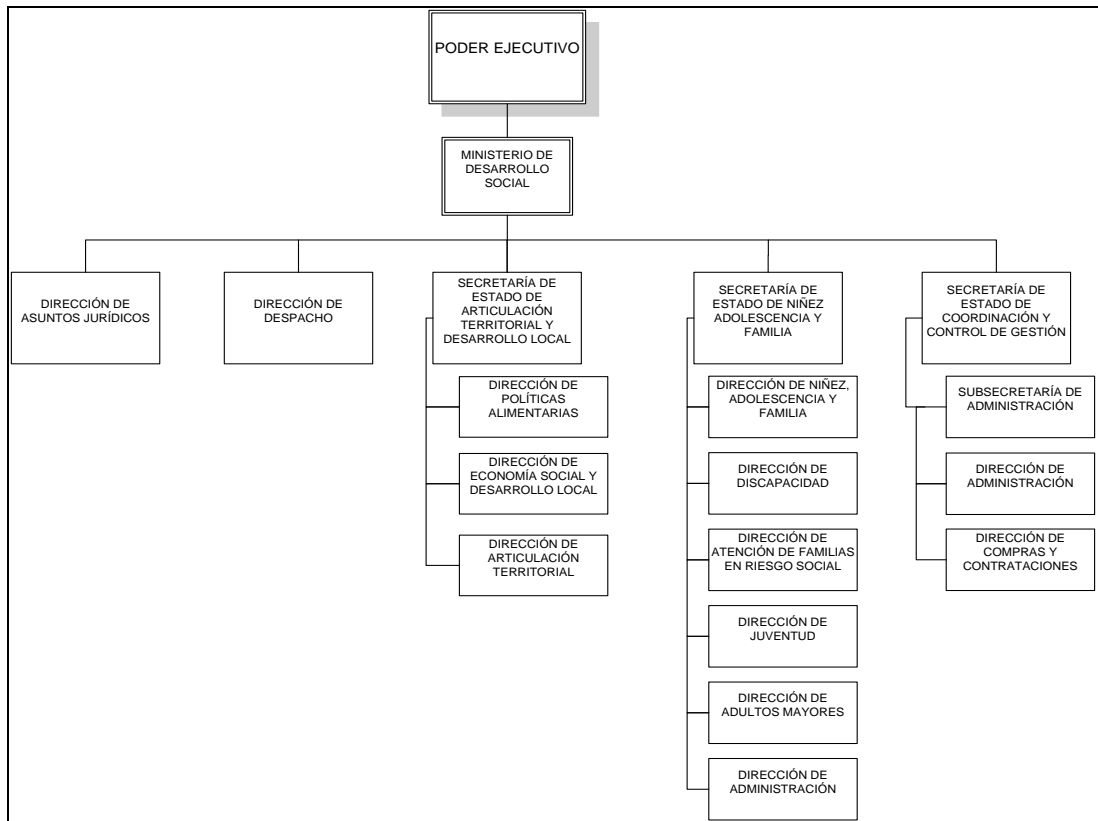 PODER EJECUTIVO
MINISTERIO DE
DESARROLLO
SOCIAL
DIRECCIÓN DE
ASUNTOS JURÍDICOS
DIRECCIÓN DE
DESPACHO
SECRETARÍA DE
ESTADO DE
ARTICULACIÓN
TERRITORIAL Y
DESARROLLO LOCAL
DIRECCIÓN DE
POLÍTICAS
ALIMENTARIAS
DIRECCIÓN DE
ECONOMÍA SOCIAL Y
DESARROLLO LOCAL
DIRECCIÓN DE
ARTICULACIÓN
TERRITORIAL
SECRETARÍA DE
ESTADO DE NIÑEZ
ADOLESCENCIA Y
FAMILIA
DIRECCIÓN DE NIÑEZ,
ADOLESCENCIA Y
FAMILIA
DIRECCIÓN DE
DISCAPACIDAD
DIRECCIÓN DE
ATENCIÓN DE FAMILIAS
EN RIESGO SOCIAL
DIRECCIÓN DE
JUVENTUD
DIRECCIÓN DE
ADULTOS MAYORES
DIRECCIÓN DE
ADMINISTRACIÓN
SECRETARÍA DE
ESTADO DE
COORDINACIÓN Y
CONTROL DE GESTIÓN
SUBSECRETARÍA DE
ADMINISTRACIÓN
DIRECCIÓN DE
ADMINISTRACIÓN
DIRECCIÓN DE
COMPRAS Y
CONTRATACIONES